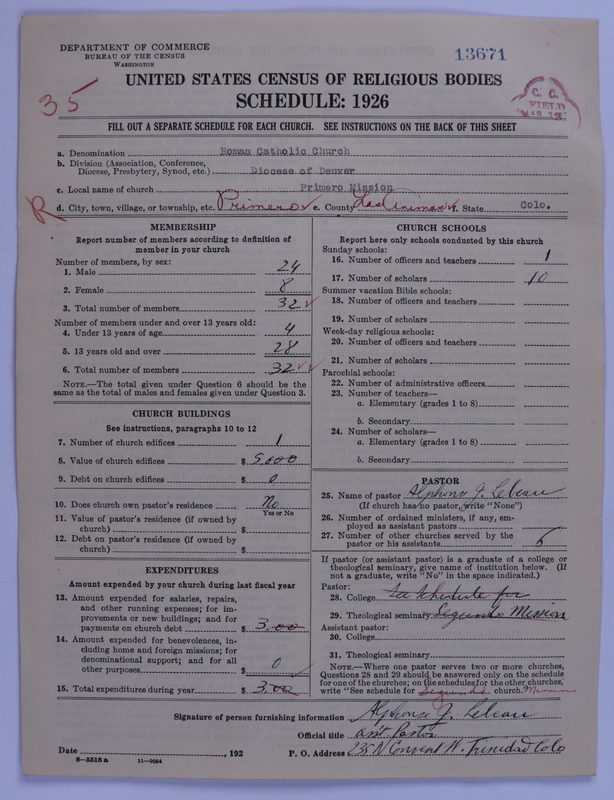 DEPARTMENT OF COMMERCE
BUREAU OF THE CENSUS
WASHINGTON
13671
UNITED STATES CENSUS OF RELIGIOUS BODIES
SCHEDULE: 1926
35
C. C.
FIELD
MAR 13
FILL OUT A SEPARATE SCHEDULE FOR EACH CHURCH. SEE INSTRUCTIONS ON THE BACK OF THIS SHEET
a. Denomination Roman Catholic Church
b. Division (Association, Conference,
Diocese, Presbytery, Synod, etc.) Diocese of Denver
c. Local name of church Primero Mission
R
d. City, town, village, or township, etc. Primero e. County Las Animas f. State Colo.
MEMBERSHIP
Report number of members according to definition of
member in your church
Number of members, by sex:
1. Male 24
2. Female 8
3. Total number of members 32
Number of members under and over 13 years old:
4. Under 13 years of age 4
5. 13 years old and over 28
6. Total number of members 32
NOTE.—The total given under Question 6 should be the
same as the total of males and females given under Question 3.
CHURCH BUILDINGS
See instructions, paragraphs 10 to 12
7. Number of church edifices 1
8. Value of church edifices $ 5000
9. Debt on church edifices $ 0
10. Does church own pastor's residence No
Yes or No
11. Value of pastor's residence (if owned by
church) $
12. Debt on pastor's residence (if owned by
church) $
EXPENDITURES
Amount expended by your church during last fiscal year
13. Amount expended for salaries, repairs,
and other running expenses; for im-
provements or new buildings; and for
payments on church debt $ 3.00
14. Amount expended for benevolences, in-
cluding home and foreign missions; for
denominational support; and for all
other purposes $ 0
15. Total expenditures during year $ 3.00
CHURCH SCHOOLS
Report here only schools conducted by this church
Sunday schools:
16. Number of officers and teachers 1
17. Number of scholars 10
Summer vacation Bible schools:
18. Number of officers and teachers
19. Number of scholars
Week-day religious schools:
20. Number of officers and teachers
21. Number of scholars
Parochial schools:
22. Number of administrative officers
23. Number of teachers—
a. Elementary (grades 1 to 8)
b. Secondary
24. Number of scholars—
a. Elementary (grades 1 to 8)
b. Secondary
PASTOR
25. Name of pastor Alphons J. Lebeau
(If church has no pastor, write "None")
26. Number of ordained ministers, if any, em-
ployed as assistant pastors
27. Number of other churches served by the
pastor or his assistants 6
If pastor (or assistant pastor) is a graduate of a college or
theological seminary, give name of institution below. (If
not a graduate, write "No" in the space indicated.)
Pastor:
28. College See schedule for
29. Theological seminary Segundo Mission
Assistant pastor:
30. College
31. Theological seminary
NOTE.—Where one pastor serves two or more churches,
Questions 28 and 29 should be answered only on the schedule
for one of the churches; on the schedules for the other churches,
write "See schedule for Segundo church. Mission
Signature of person furnishing information Alphons J. Lebeau
Official title Ass't Pastor
Date , 192 P. O. Address 235 N Convent St. Trinidad Colo
8—5518 a 11—9034